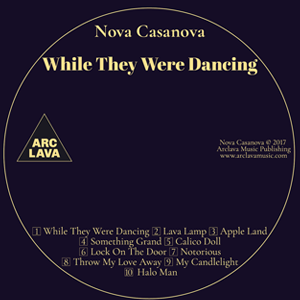 Nova Casanova
While They Were Dancing
ARC
LAVA
Nova Casanova © 2017
Arclava Music Publishing
www.arclavamusic.com
1 While They Were Dancing 2 Lava Lamp 3 Apple Land
4 Something Grand 5 Calico Doll
6 Lock On The Door 7 Notorious
8 Throw My Love Away 9 My Candlelight
10 Halo Man